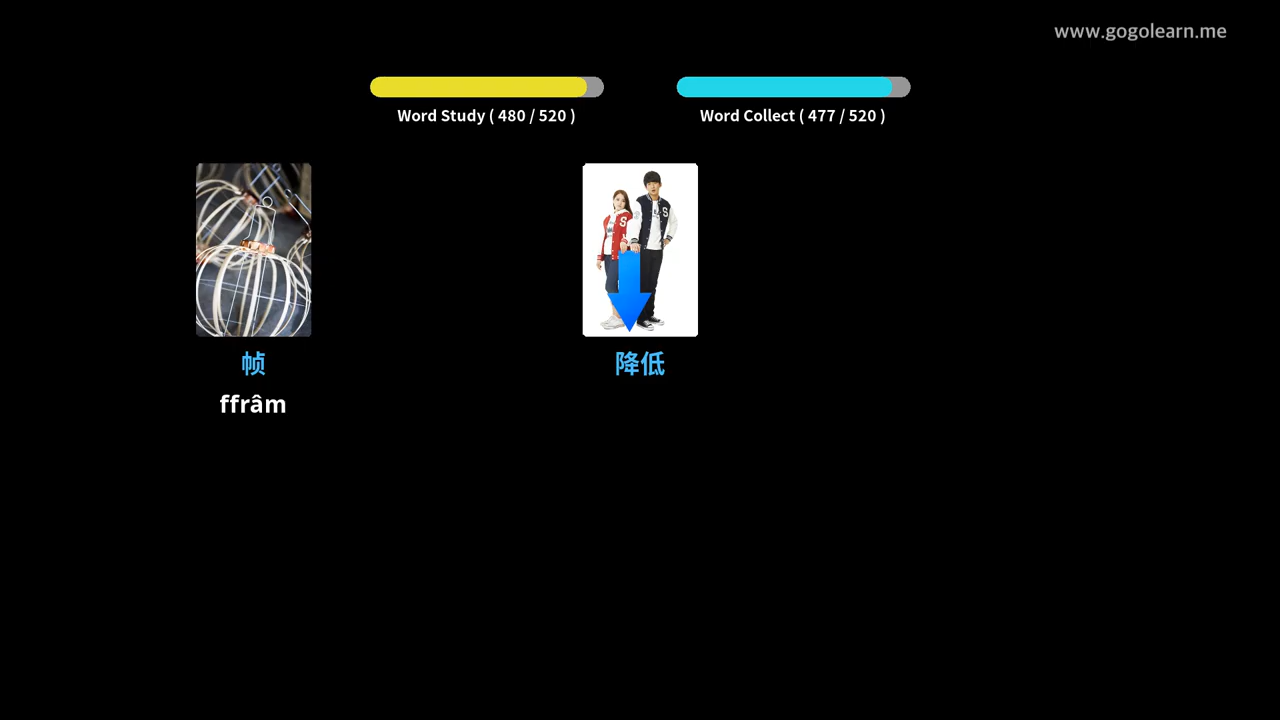 www.gogolearn.me
Word Study ( 480 / 520 )
Word Collect ( 477 / 520 )
帧
降低
ffrâm
S
S